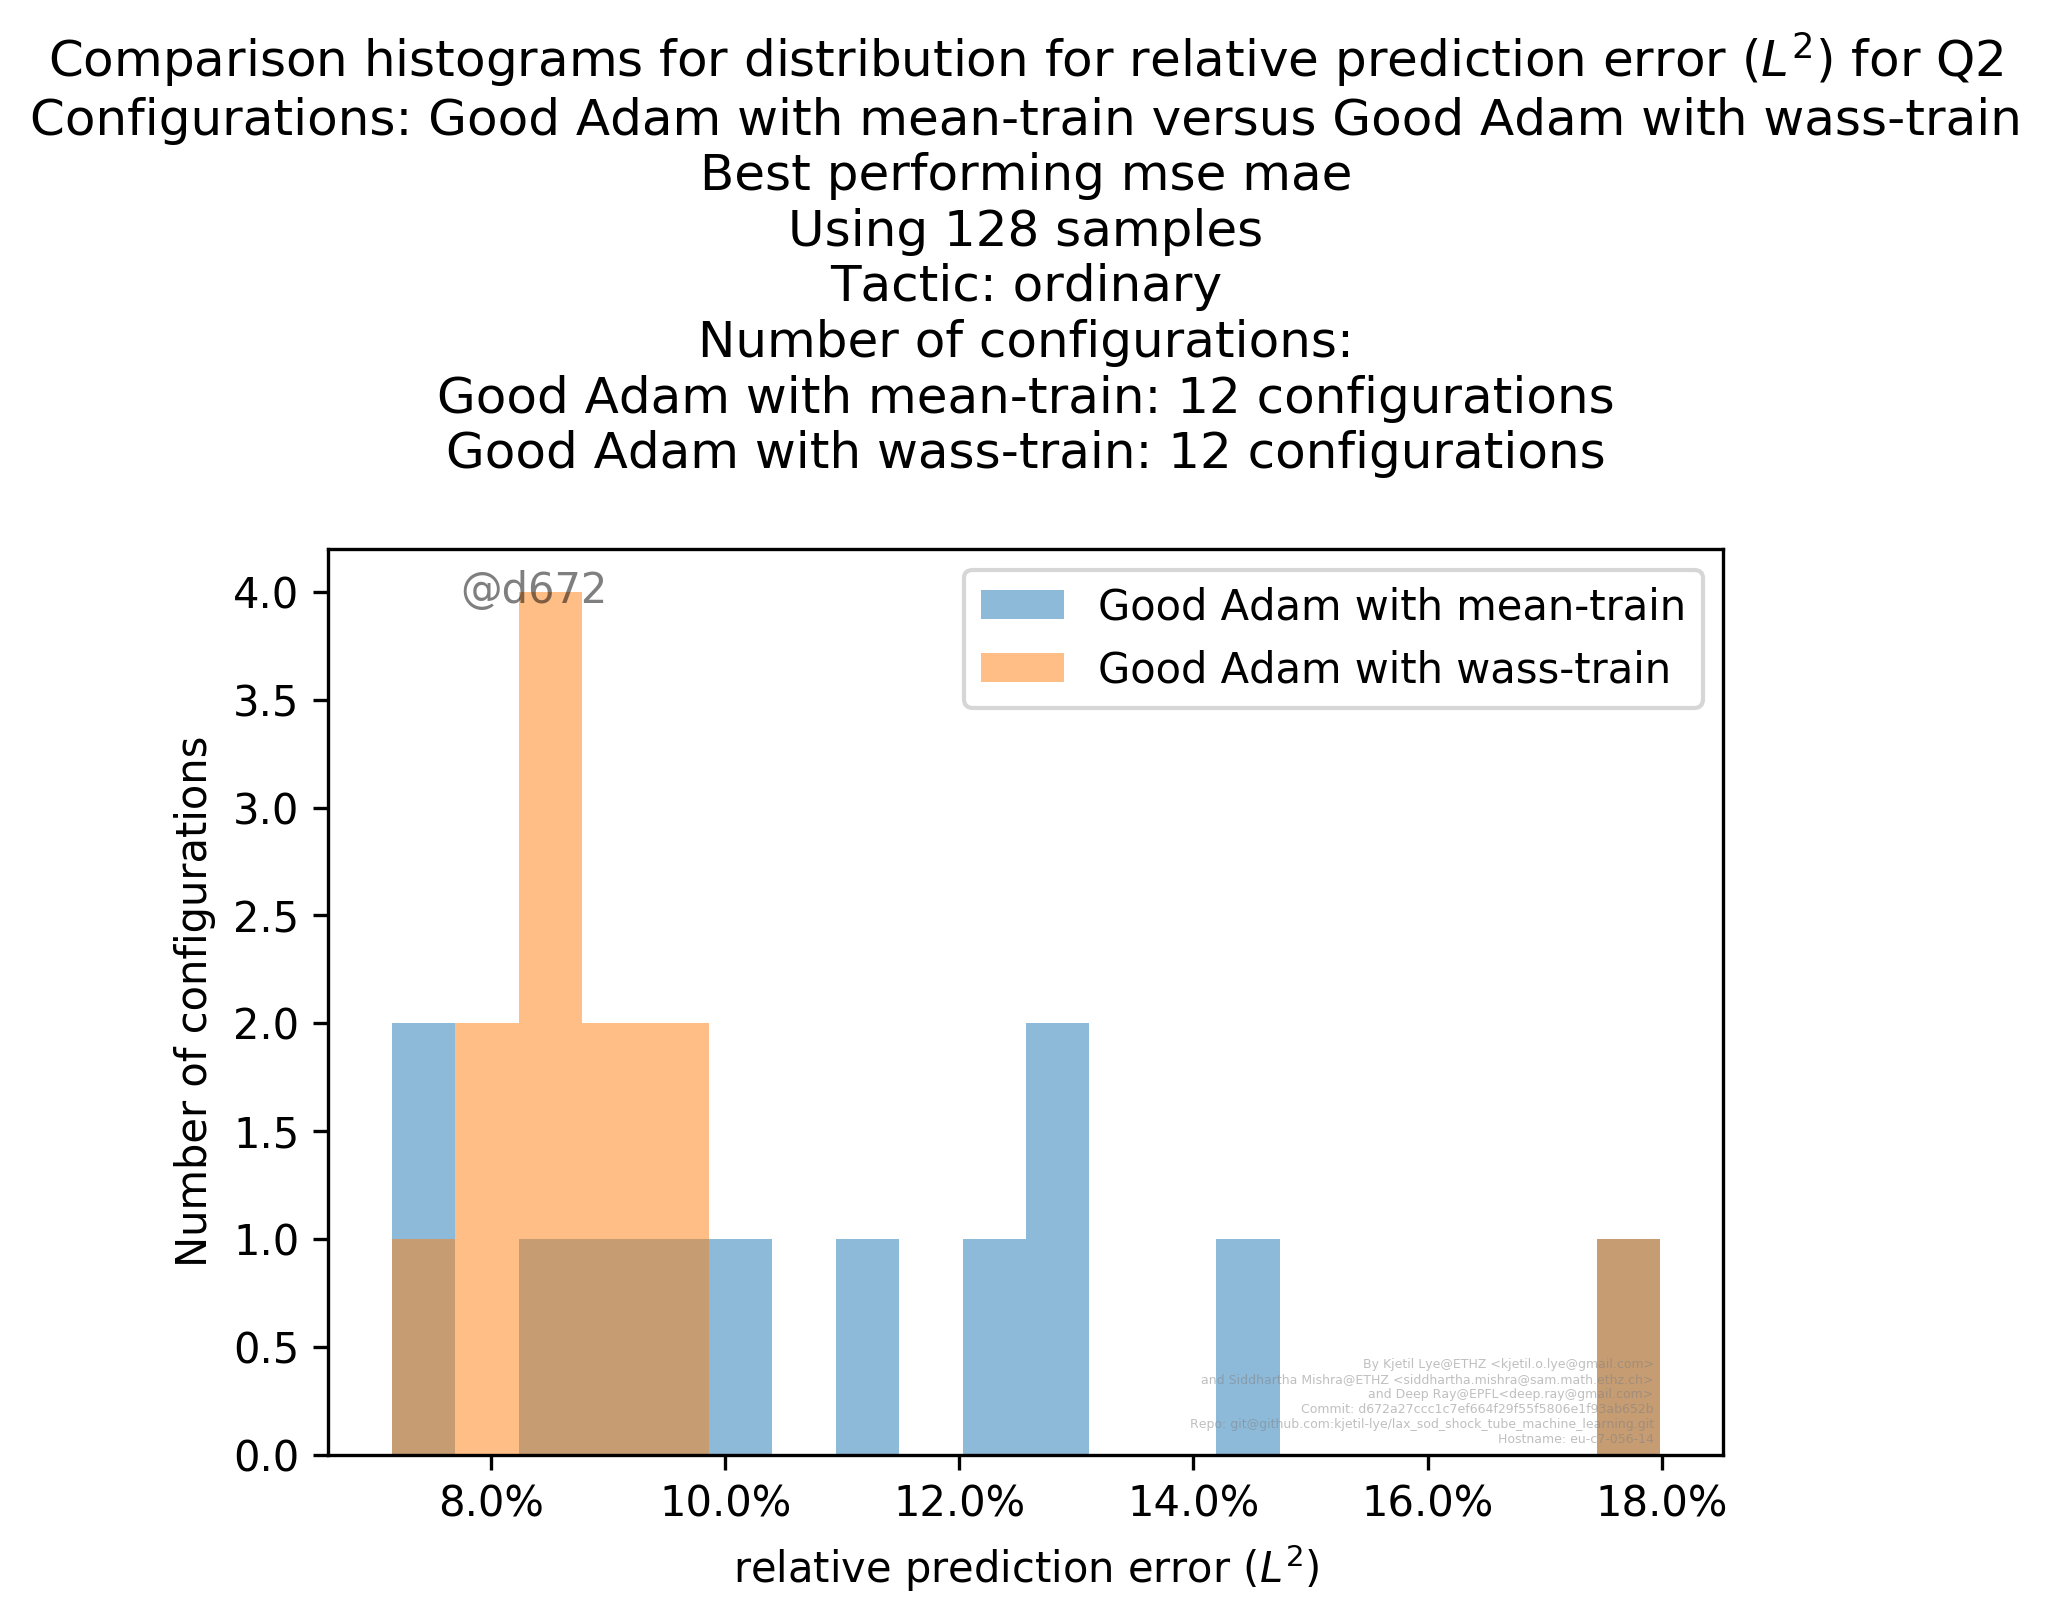 Comparison histograms for distribution for relative prediction error (L²) for Q2
Configurations: Good Adam with mean-train versus Good Adam with wass-train
Best performing mse mae
Using 128 samples
Tactic: ordinary
Number of configurations:
Good Adam with mean-train: 12 configurations
Good Adam with wass-train: 12 configurations
@d672
Good Adam with mean-train
Good Adam with wass-train
4.0
3.5
3.0
2.5
2.0
1.5
1.0
0.5
0.0
Number of configurations
By Kjetil Lye@ETHZ <kjetil.o.lye@gmail.com>
and Siddhartha Mishra@ETHZ <siddhartha.mishra@sam.math.ethz.ch>
and Deep Ray@EPFL<deep.ray@gmail.com>
Commit: d672a27ccc1c7ef664f29f55f5806e1f93ab652b
Repo: git@github.com:kjetil-lye/lax_sod_shock_tube_machine_learning.git
Hostname: eu-c7-056-14
8.0% 10.0% 12.0% 14.0% 16.0% 18.0%
relative prediction error (L²)